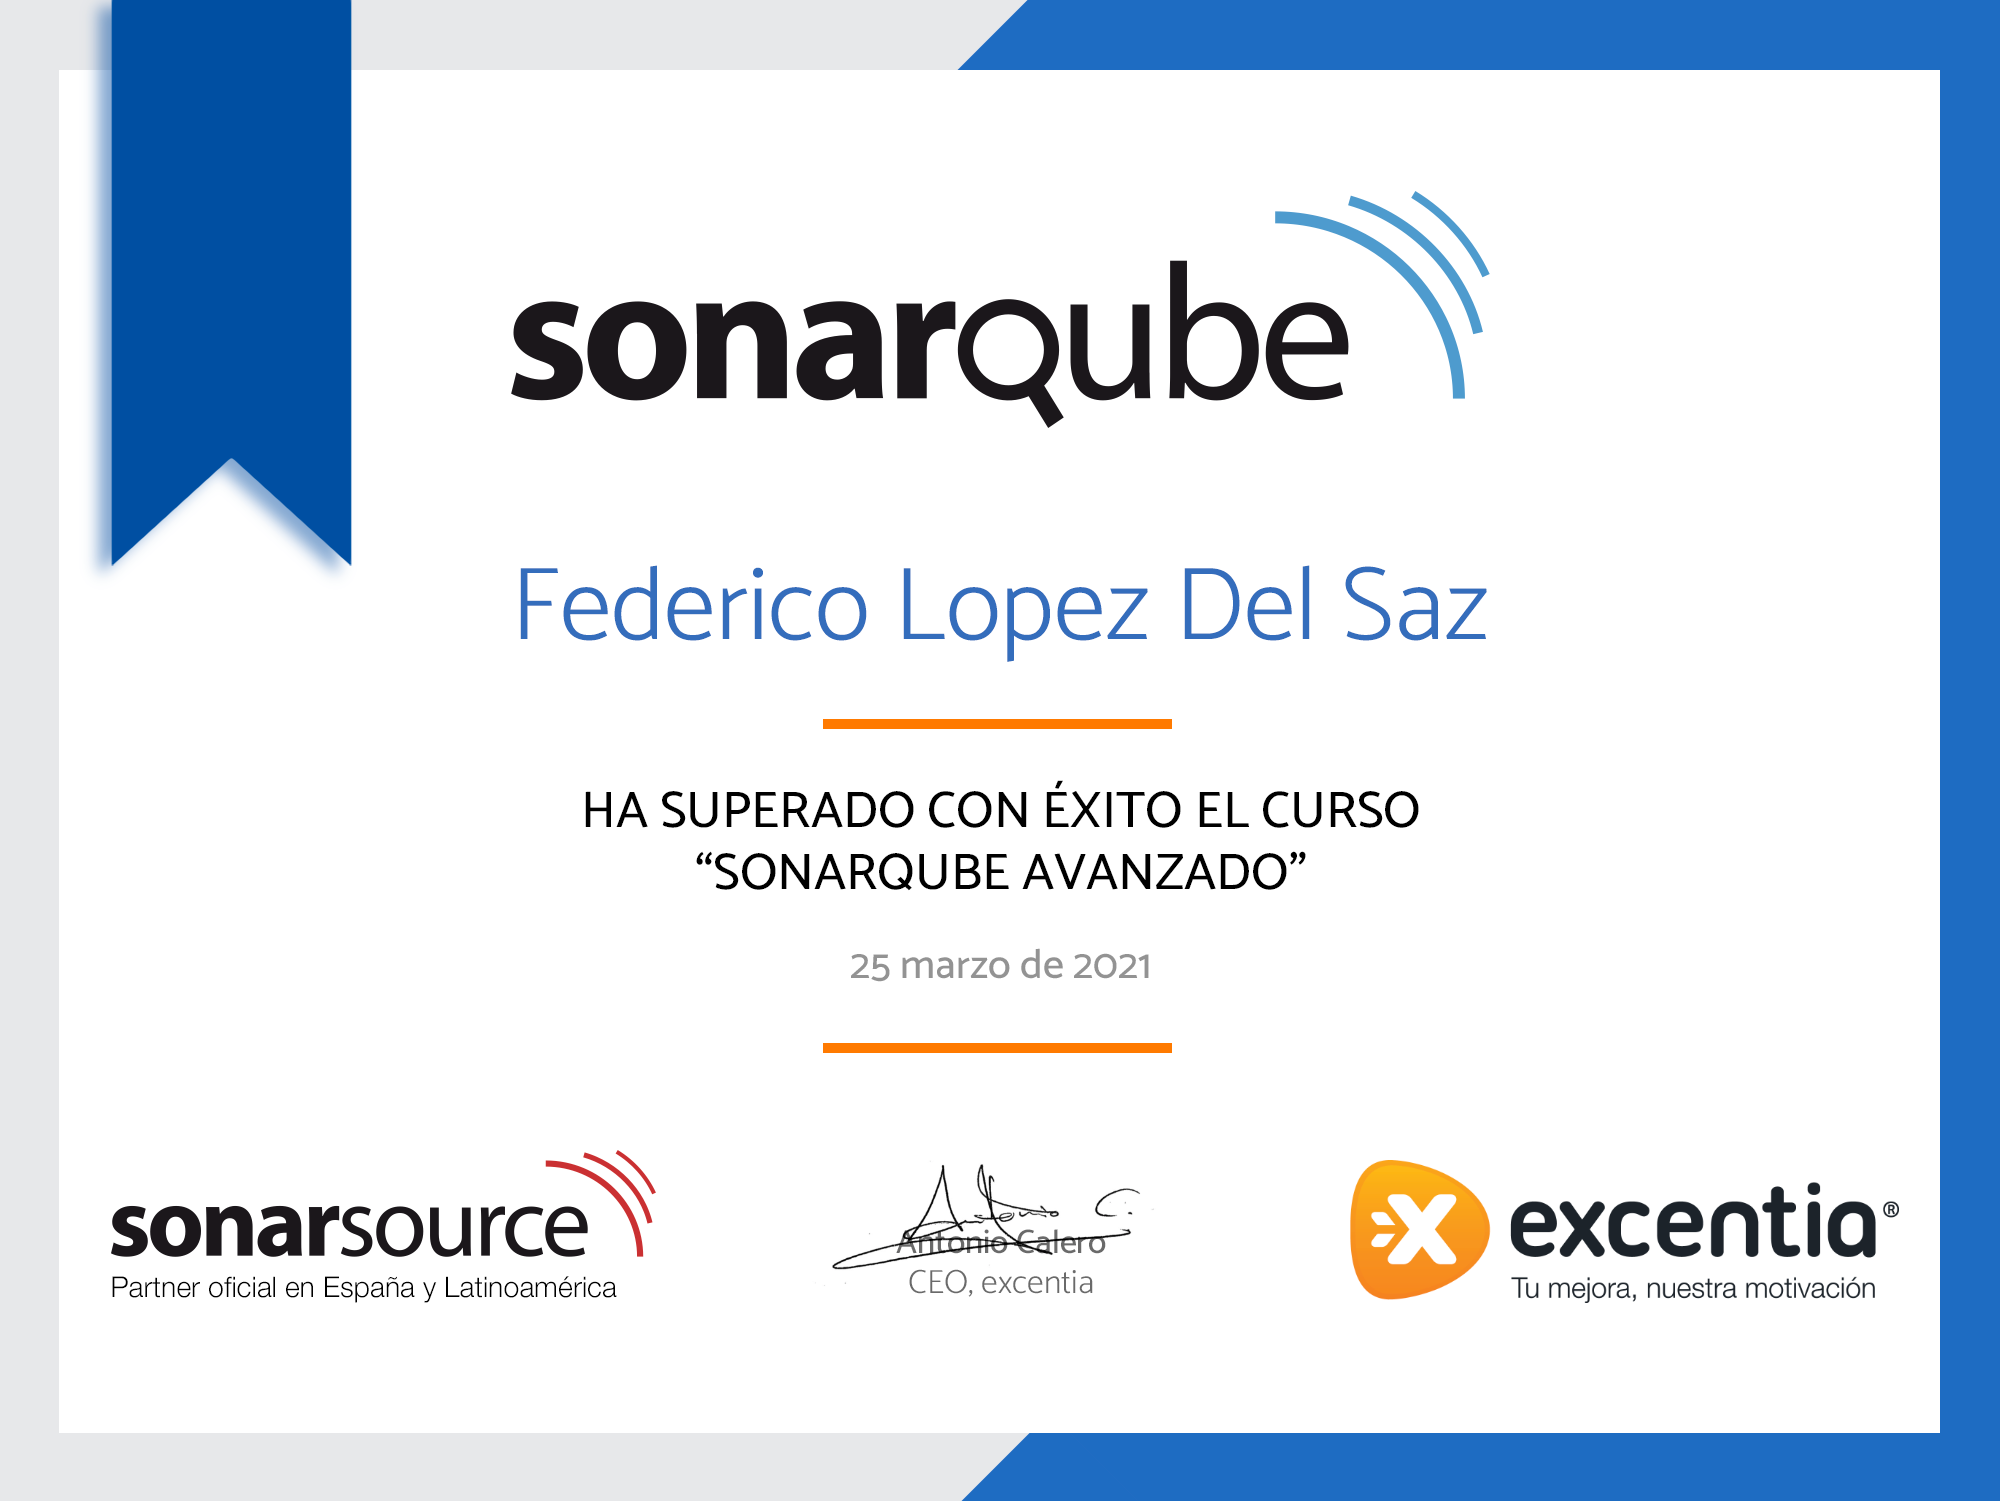 sonarqube
Federico Lopez Del Saz
HA SUPERADO CON ÉXITO EL CURSO
“SONARQUBE AVANZADO”
25 marzo de 2021
sonarsource
Partner oficial en España y Latinoamérica
Antonio C.
Antonio Calero
CEO, excentia
excentia®
Tu mejora, nuestra motivación